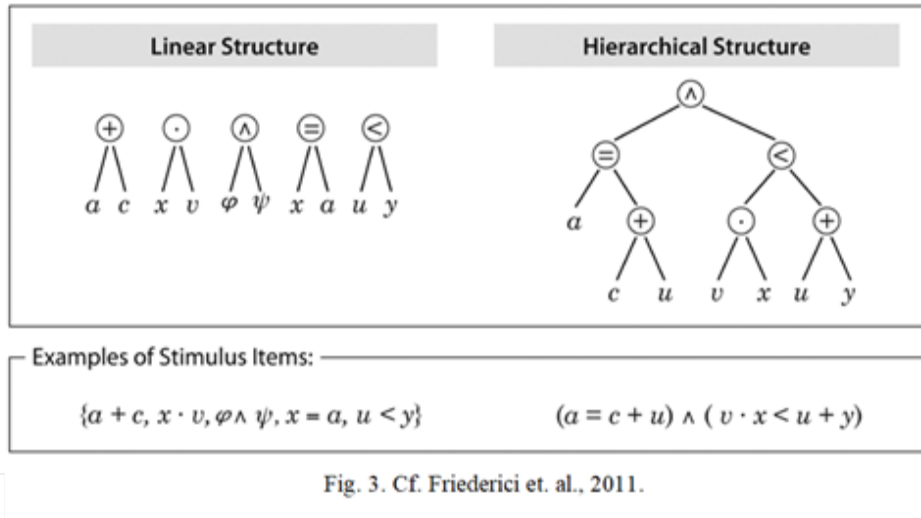 Linear Structure
Hierarchical Structure
+ · ∧ = <
a c x v φ ψ x a u y
∧
= <
a + · +
c u v x u y
Examples of Stimulus Items:
{a + c, x · v, φ ∧ ψ, x = a, u < y}
(a = c + u) ∧ ( v · x < u + y)
Fig. 3. Cf. Friederici et. al., 2011.